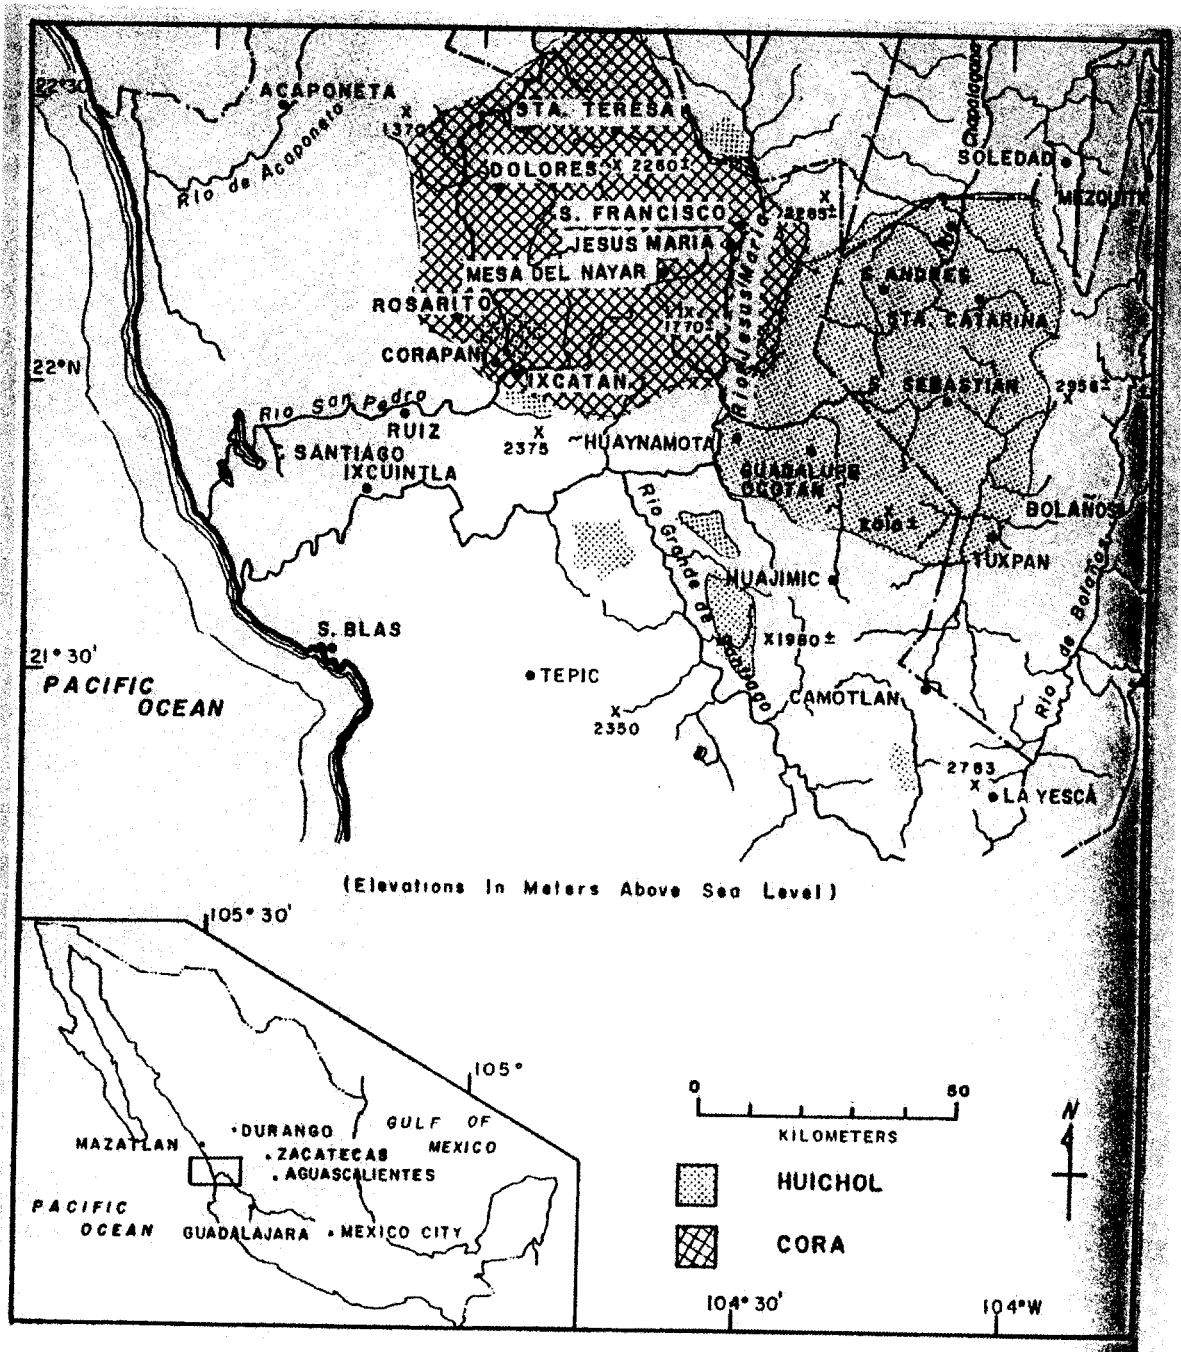 22°30'
ACAPONETA
X
1370
Rio de Acaponeta
STA. TERESA
DOLORES
X 2260±
Chapalagana
SOLEDAD
MEZQUITIC
S. FRANCISCO
X
2265±
JESUS MARIA
MESA DEL NAYAR
Rio Jesus Maria
Rio
S. ANDRES
ROSARITO
X
1770±
STA. CATARINA
CORAPAN
22°N
IXCATAN
S. SEBASTIAN
2956±
X
Rio San Pedro
RUIZ
X
2375
~HUAYNAMOTA
SANTIAGO
IXCUINTLA
GUADALUPE
OCOTAN
Rio Grande de Santiago
X
BOLAÑOS
TUXPAN
HUAJIMIC
Rio de Bolaños
S. BLAS
X1980±
21°30'
PACIFIC
OCEAN
TEPIC
X
2350
CAMOTLAN
2783
X
LA YESCA
(Elevations In Meters Above Sea Level)
105°30'
105°
GULF OF
MEXICO
MAZATLAN
DURANGO
ZACATECAS
AGUASCALIENTES
PACIFIC
OCEAN
GUADALAJARA
MEXICO CITY
0
50
KILOMETERS
N
HUICHOL
CORA
104°30'
104°W